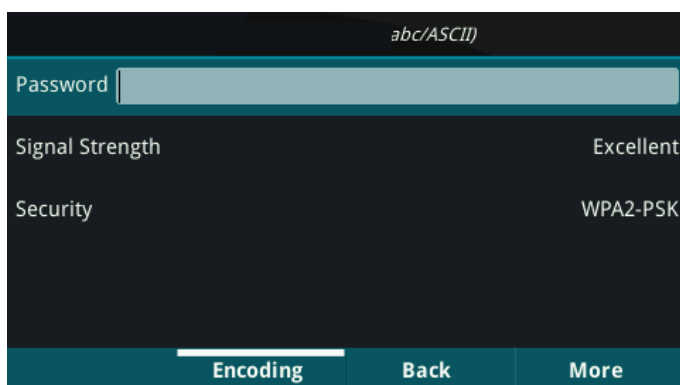 abc/ASCII)
Password
Signal Strength Excellent
Security WPA2-PSK
Encoding Back More